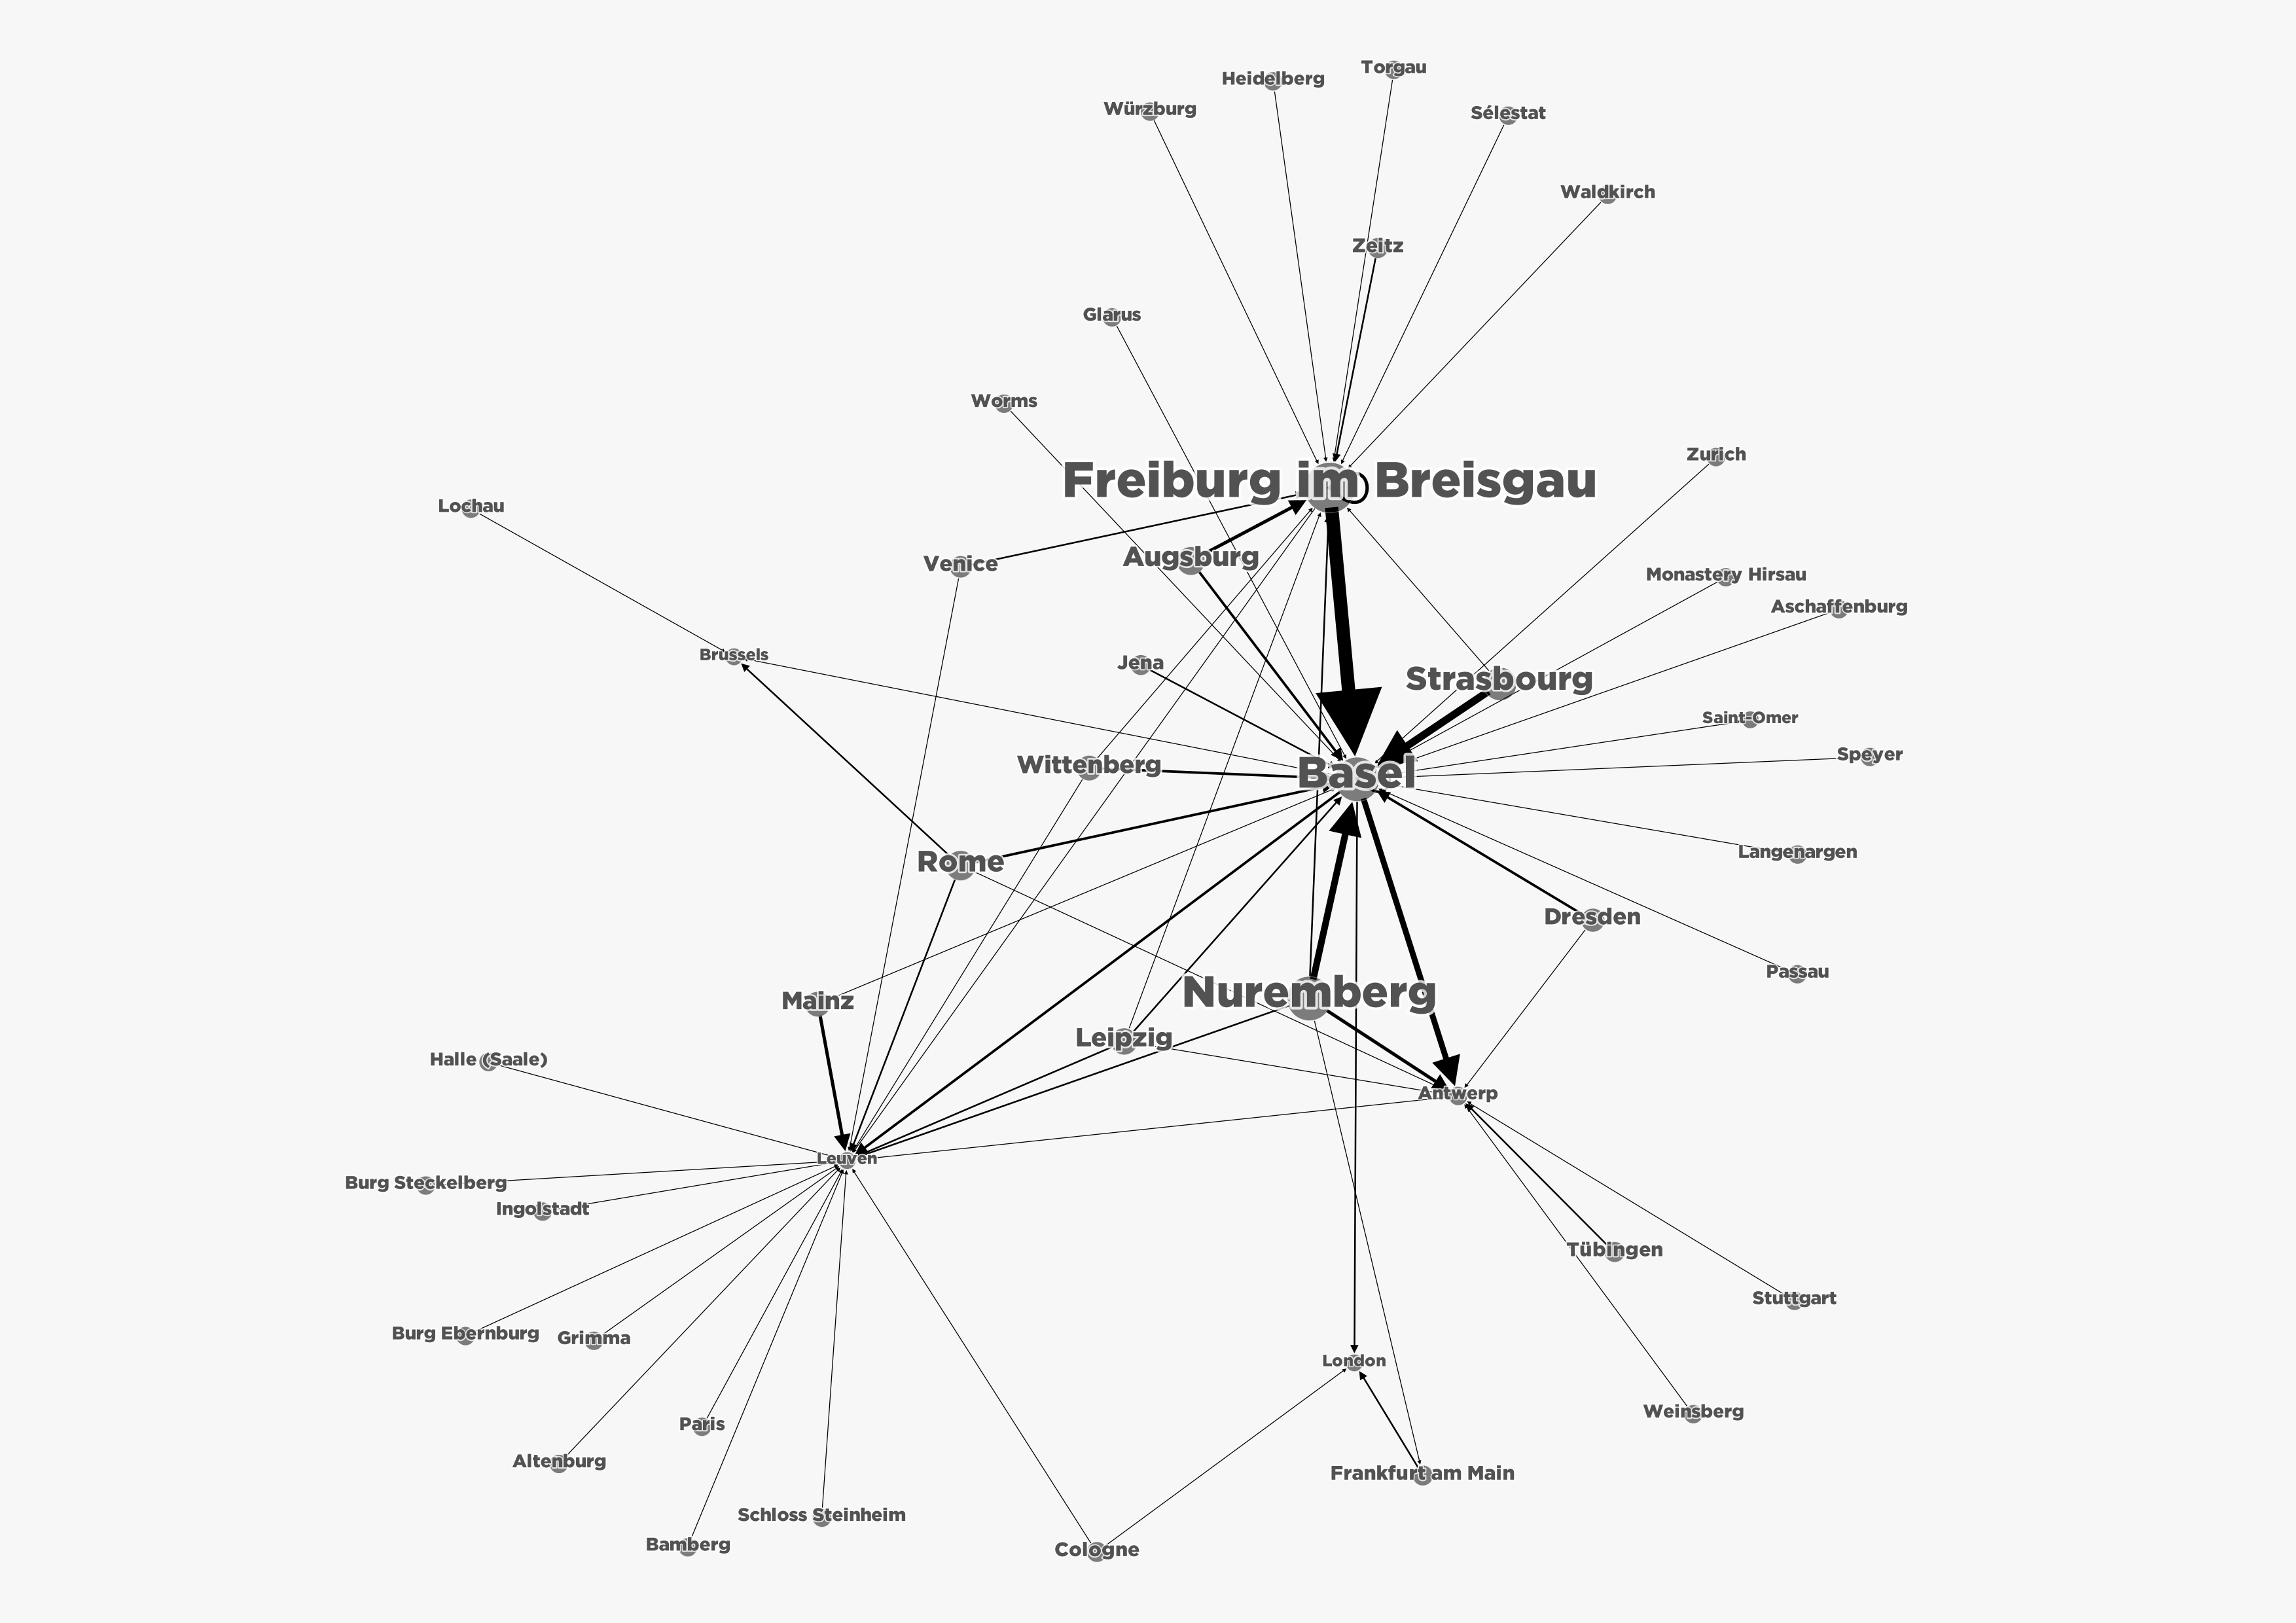 Torgau
Heidelberg
Würzburg
Sélestat
Waldkirch
Zeitz
Glarus
Worms
Zurich
Freiburg im Breisgau
Lochau
Venice
Augsburg
Monastery Hirsau
Aschaffenburg
Brussels
Jena
Strasbourg
Saint-Omer
Speyer
Wittenberg
Basel
Langenargen
Rome
Dresden
Passau
Mainz
Nuremberg
Leipzig
Halle (Saale)
Antwerp
Leuven
Burg Steckelberg
Ingolstadt
Tübingen
Stuttgart
Burg Ebernburg
Grimma
London
Weinsberg
Paris
Altenburg
Frankfurt am Main
Schloss Steinheim
Bamberg
Cologne